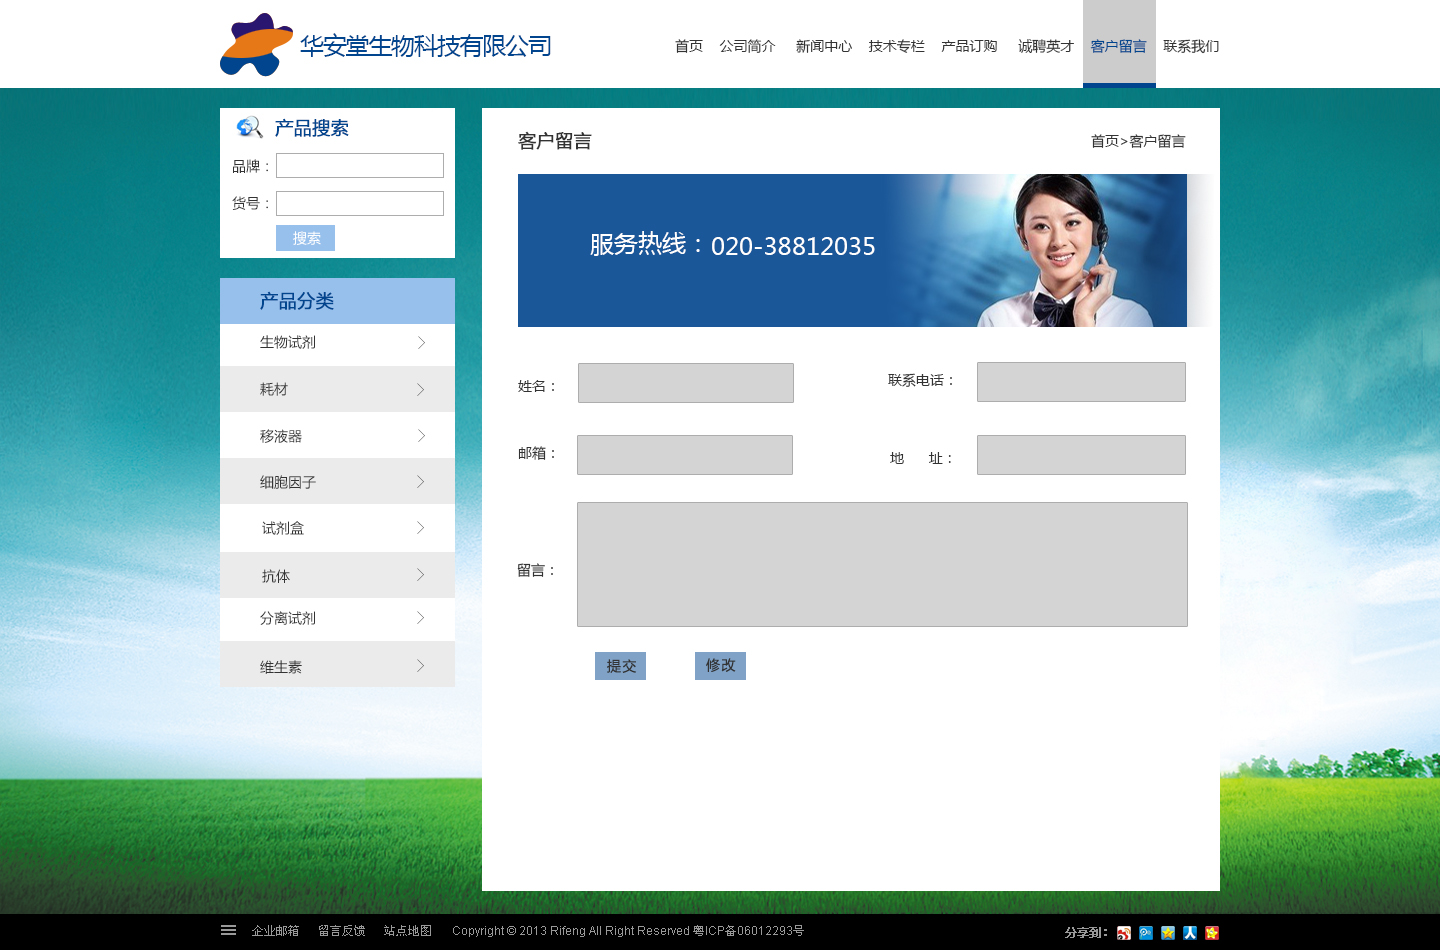 华安堂生物科技有限公司
首页 公司简介 新闻中心 技术专栏 产品订购 诚聘英才 客户留言 联系我们
产品搜索
品牌：
货号：
搜索
产品分类
生物试剂
耗材
移液器
细胞因子
试剂盒
抗体
分离试剂
维生素
客户留言
首页>客户留言
服务热线：020-38812035
姓名：
联系电话：
邮箱：
地 址：
留言：
提交 修改
企业邮箱 留言反馈 站点地图 Copyright © 2013 Rifeng All Right Reserved 粤ICP备06012293号
分享到：